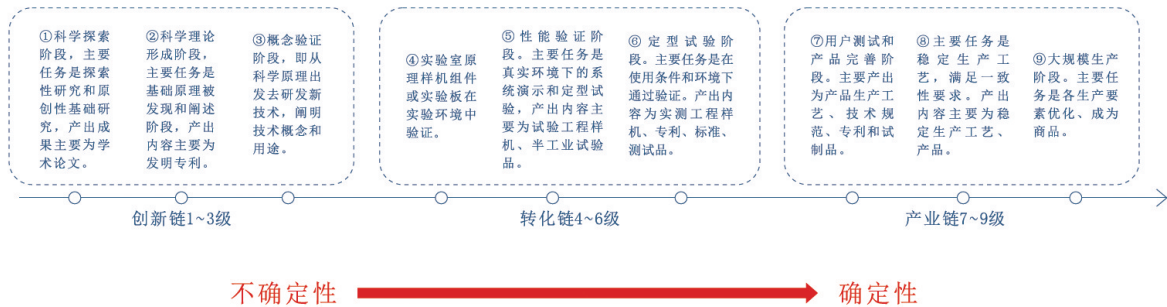 ①科学探索
阶段，主要
任务是探索
性研究和原
创性基础研
究，产出成
果主要为学
术论文。
②科学理论
形成阶段，
主要任务是
基础原理被
发现和阐述
阶段，产出
内容主要为
发明专利。
③概念验证
阶段，即从
科学原理出
发去研发新
技术，阐明
技术概念和
用途。
④实验室原
理样机组件
或实验板在
实验环境中
验证。
⑤性能验证阶
段。主要任务是
真实环境下的系
统演示和定型试
验，产出内容主
要为试验工程样
机、半工业试验
品。
⑥定型试验阶
段。主要任务是在
使用条件和环境下
通过验证。产出内
容为实测工程样
机、专利、标准、
测试品。
⑦用户测试和
产品完善阶
段。主要产出
为产品生产工
艺、技术规
范、专利和试
制品。
⑧主要任务是
稳定生产工
艺，满足一致
性要求。产出
内容主要为稳
定生产工艺、
产品。
⑨大规模生产
阶段。主要任
务是各生产要
素优化、成为
商品。
创新链1~3级
转化链4~6级
产业链7~9级
不确定性
确定性